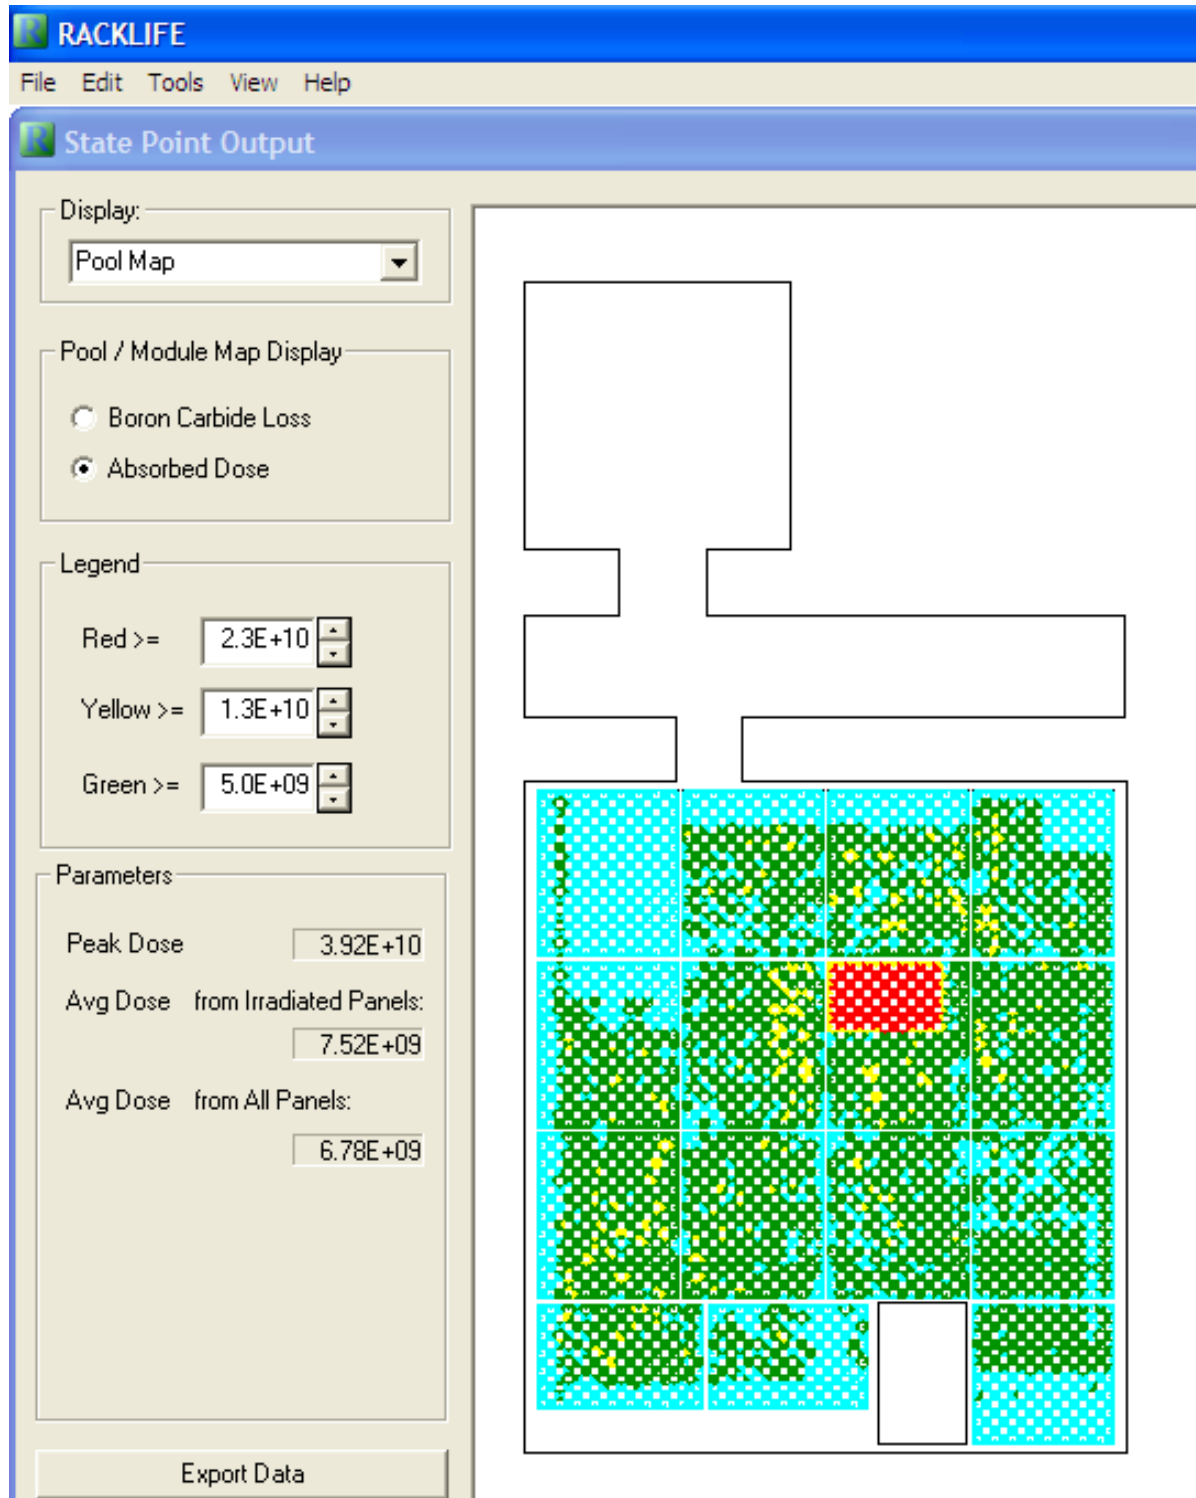 RACKLIFE
File Edit Tools View Help
State Point Output
Display:
Pool Map
Pool / Module Map Display
Boron Carbide Loss
Absorbed Dose
Legend
Red >= 2.3E+10
Yellow >= 1.3E+10
Green >= 5.0E+09
Parameters
Peak Dose 3.92E+10
Avg Dose from Irradiated Panels:
7.52E+09
Avg Dose from All Panels:
6.78E+09
Export Data